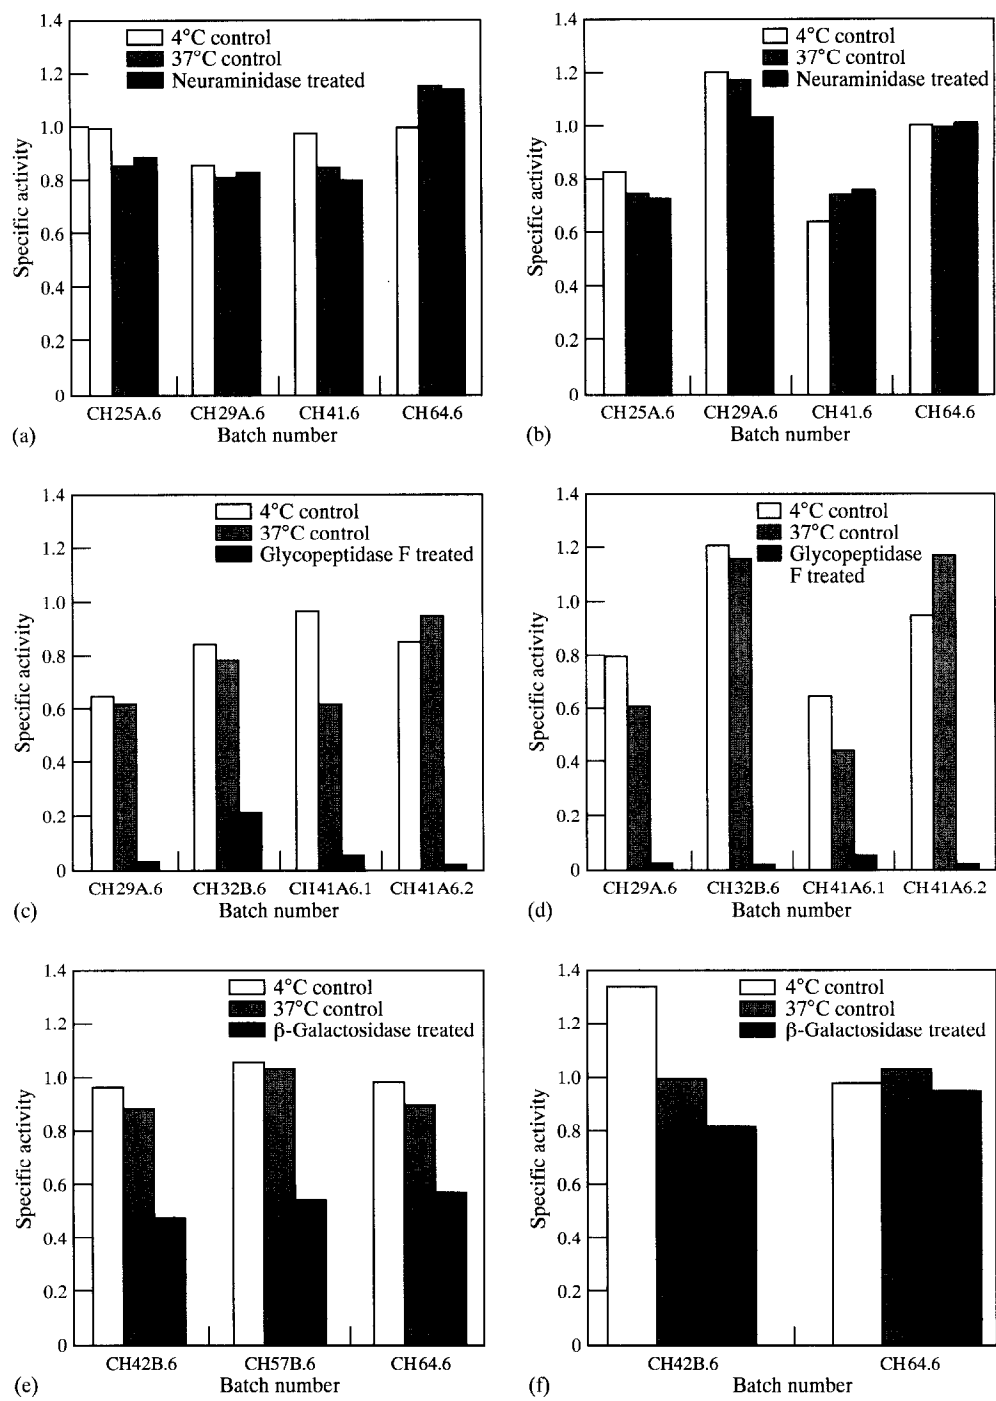 1.4
1.2
1.0
0.8
0.6
0.4
0.2
0
Specific activity
4°C control
37°C control
Neuraminidase treated
CH25A.6 CH29A.6 CH41.6 CH64.6
(a) Batch number
1.4
1.2
1.0
0.8
0.6
0.4
0.2
0
Specific activity
4°C control
37°C control
Neuraminidase treated
CH25A.6 CH29A.6 CH41.6 CH64.6
(b) Batch number
1.4
1.2
1.0
0.8
0.6
0.4
0.2
0
Specific activity
4°C control
37°C control
Glycopeptidase F treated
CH29A.6 CH32B.6 CH41A6.1 CH41A6.2
(c) Batch number
1.4
1.2
1.0
0.8
0.6
0.4
0.2
0
Specific activity
4°C control
37°C control
Glycopeptidase
F treated
CH29A.6 CH32B.6 CH41A6.1 CH41A6.2
(d) Batch number
1.4
1.2
1.0
0.8
0.6
0.4
0.2
0
Specific activity
4°C control
37°C control
β-Galactosidase treated
CH42B.6 CH57B.6 CH64.6
(e) Batch number
1.4
1.2
1.0
0.8
0.6
0.4
0.2
0
Specific activity
4°C control
37°C control
β-Galactosidase treated
CH42B.6 CH64.6
(f) Batch number